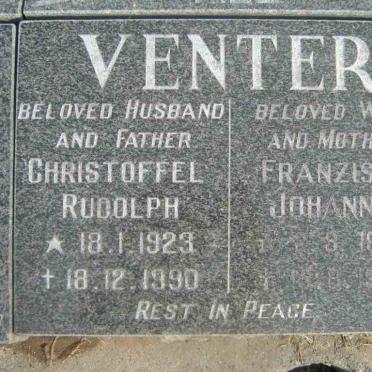 VENTER
BELOVED HUSBAND
AND FATHER
CHRISTOFFEL
RUDOLPH
★ 18.1.1923
✝ 18.12.1990
BELOVED W
AND MOTH
FRANZIS
JOHANN
REST IN PEACE